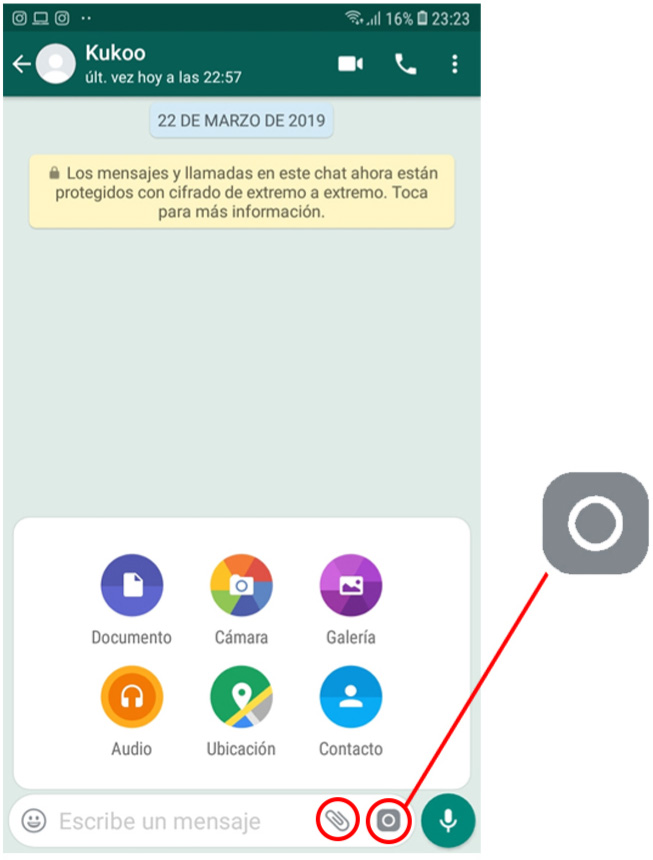 16% 23:23
Kukoo
últ. vez hoy a las 22:57
22 DE MARZO DE 2019
Los mensajes y llamadas en este chat ahora están
protegidos con cifrado de extremo a extremo. Toca
para más información.
Documento Cámara Galería
Audio Ubicación Contacto
Escribe un mensaje